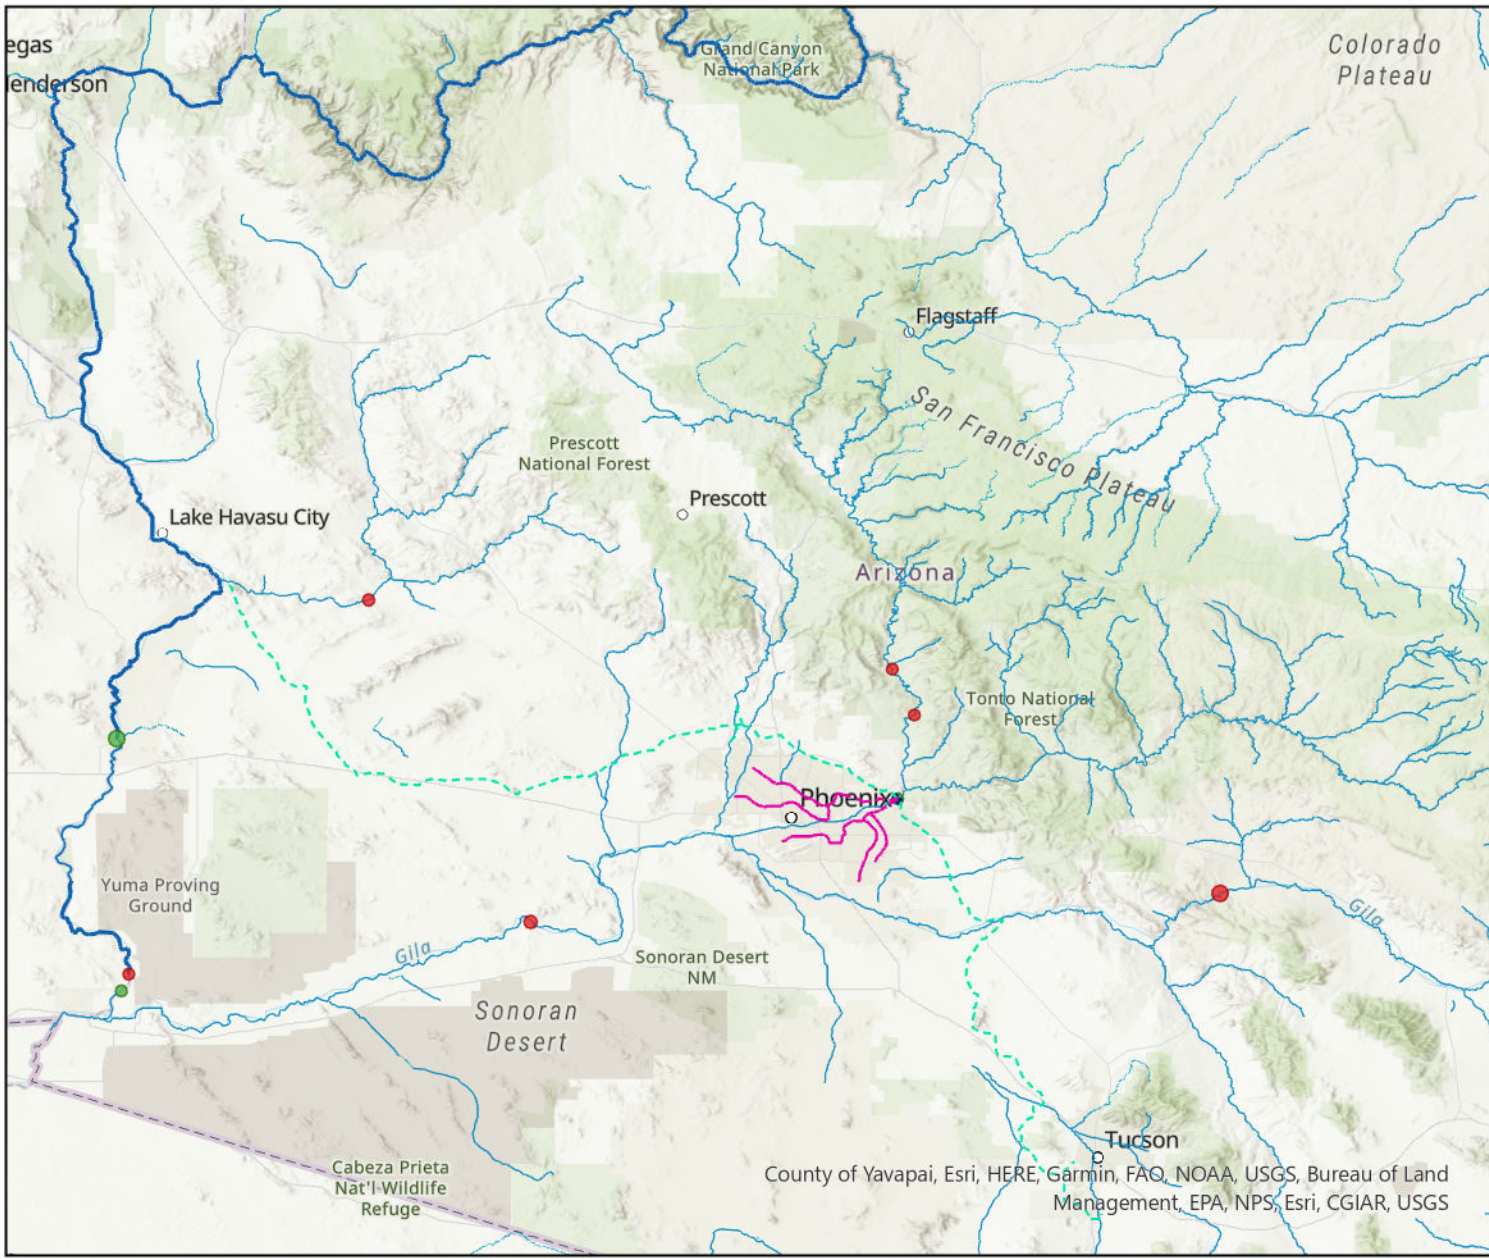 egas
enderson
Grand Canyon
National Park
Colorado
Plateau
Flagstaff
San Francisco Plateau
Prescott
National Forest
Prescott
Lake Havasu City
Arizona
Tonto National
Forest
Phoenix
Yuma Proving
Ground
Gila
Gila
Sonoran Desert
NM
Sonoran
Desert
Tucson
Cabeza Prieta
Nat'l Wildlife
Refuge
County of Yavapai, Esri, HERE, Garmin, FAO, NOAA, USGS, Bureau of Land
Management, EPA, NPS, Esri, CGIAR, USGS